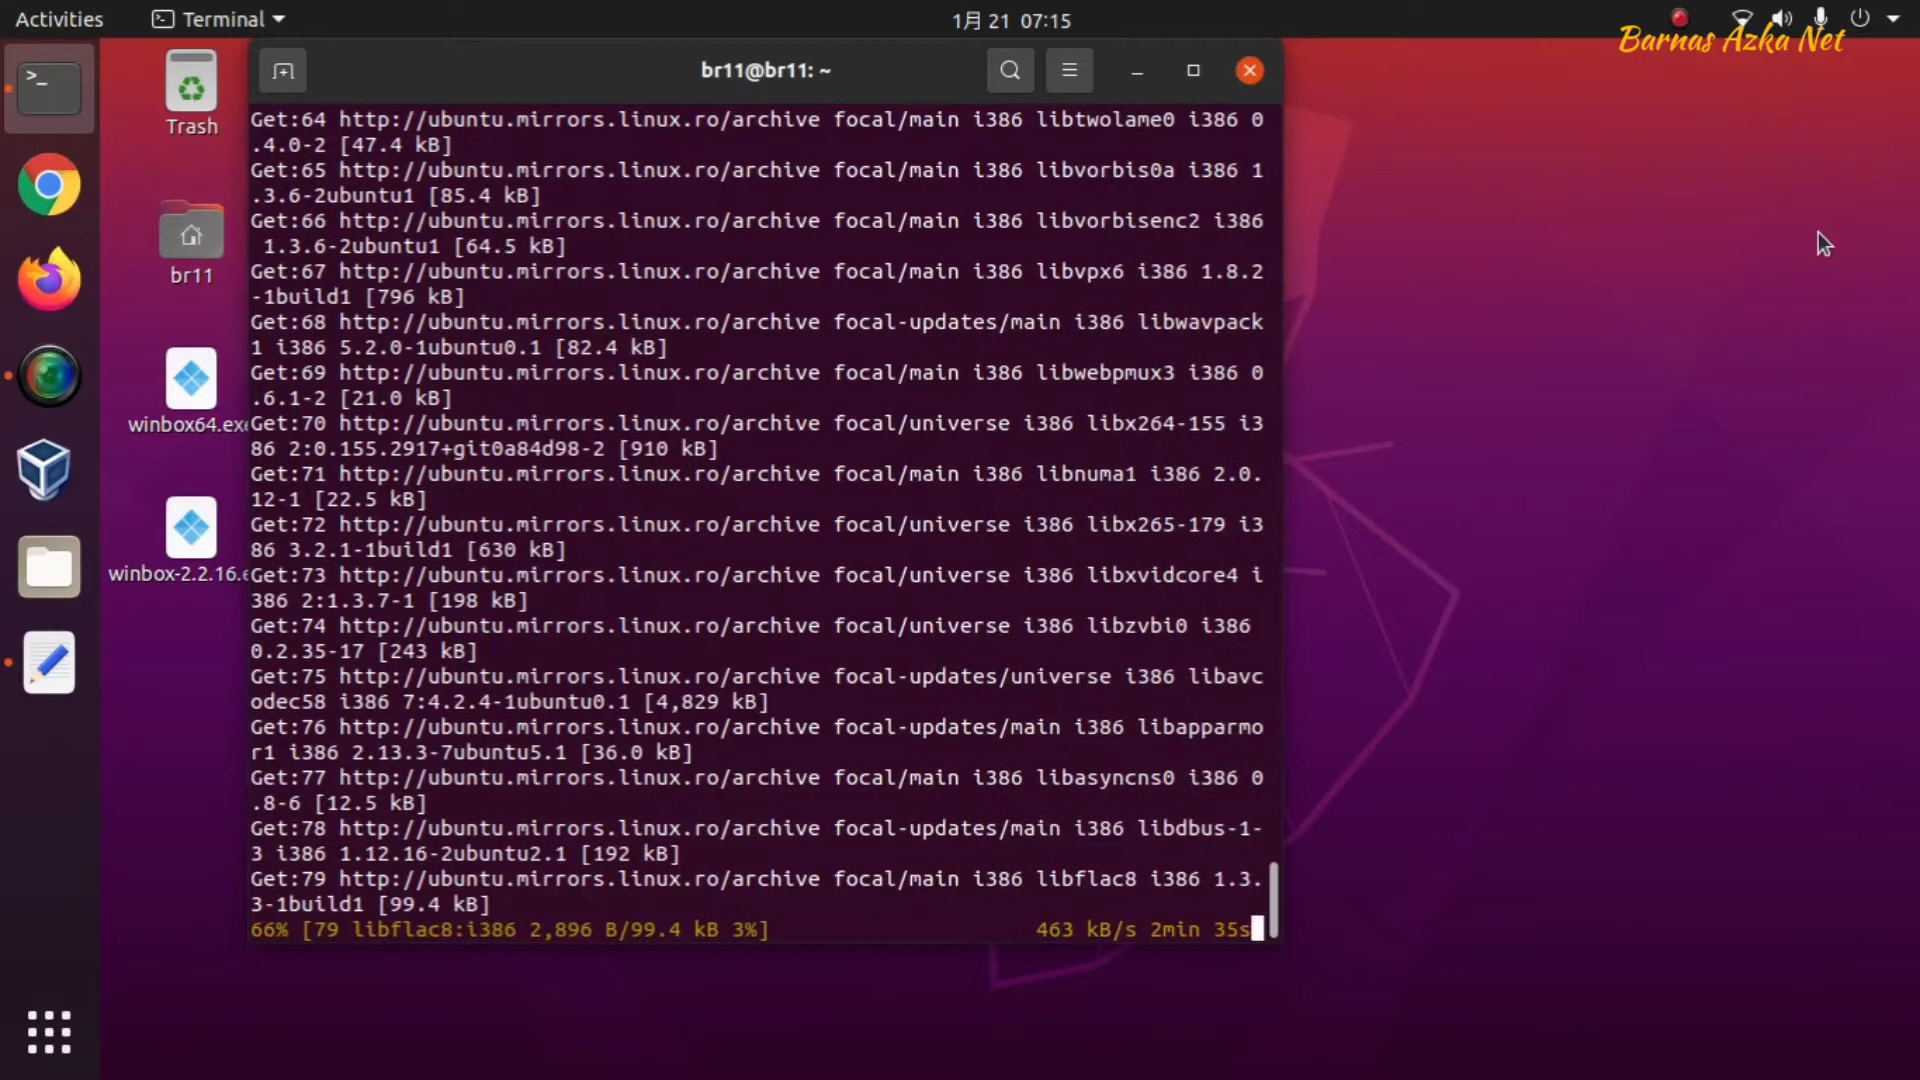 Activities
Terminal
1月 21 07:15
Barnas Azka Net
br11@br11: ~
Trash
br11
winbox64.exe
winbox-2.2.16.e
Get:64 http://ubuntu.mirrors.linux.ro/archive focal/main i386 libtwolame0 i386 0
.4.0-2 [47.4 kB]
Get:65 http://ubuntu.mirrors.linux.ro/archive focal/main i386 libvorbis0a i386 1
.3.6-2ubuntu1 [85.4 kB]
Get:66 http://ubuntu.mirrors.linux.ro/archive focal/main i386 libvorbisenc2 i386
 1.3.6-2ubuntu1 [64.5 kB]
Get:67 http://ubuntu.mirrors.linux.ro/archive focal/main i386 libvpx6 i386 1.8.2
-1build1 [796 kB]
Get:68 http://ubuntu.mirrors.linux.ro/archive focal-updates/main i386 libwavpack
1 i386 5.2.0-1ubuntu0.1 [82.4 kB]
Get:69 http://ubuntu.mirrors.linux.ro/archive focal/main i386 libwebpmux3 i386 0
.6.1-2 [21.0 kB]
Get:70 http://ubuntu.mirrors.linux.ro/archive focal/universe i386 libx264-155 i3
86 2:0.155.2917+git0a84d98-2 [910 kB]
Get:71 http://ubuntu.mirrors.linux.ro/archive focal/main i386 libnuma1 i386 2.0.
12-1 [22.5 kB]
Get:72 http://ubuntu.mirrors.linux.ro/archive focal/universe i386 libx265-179 i3
86 3.2.1-1build1 [630 kB]
Get:73 http://ubuntu.mirrors.linux.ro/archive focal/universe i386 libxvidcore4 i
386 2:1.3.7-1 [198 kB]
Get:74 http://ubuntu.mirrors.linux.ro/archive focal/universe i386 libzvbi0 i386
0.2.35-17 [243 kB]
Get:75 http://ubuntu.mirrors.linux.ro/archive focal-updates/universe i386 libavc
odec58 i386 7:4.2.4-1ubuntu0.1 [4,829 kB]
Get:76 http://ubuntu.mirrors.linux.ro/archive focal-updates/main i386 libapparmo
r1 i386 2.13.3-7ubuntu5.1 [36.0 kB]
Get:77 http://ubuntu.mirrors.linux.ro/archive focal/main i386 libasyncns0 i386 0
.8-6 [12.5 kB]
Get:78 http://ubuntu.mirrors.linux.ro/archive focal-updates/main i386 libdbus-1-
3 i386 1.12.16-2ubuntu2.1 [192 kB]
Get:79 http://ubuntu.mirrors.linux.ro/archive focal/main i386 libflac8 i386 1.3.
3-1build1 [99.4 kB]
66% [79 libflac8:i386 2,896 B/99.4 kB 3%] 463 kB/s 2min 35s